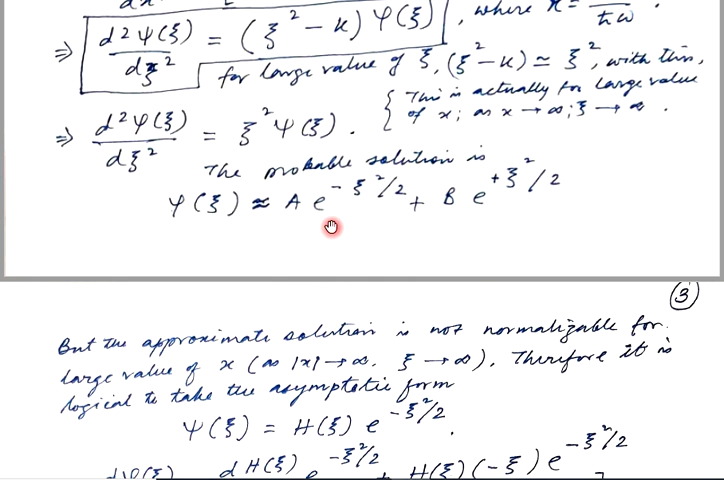 ⇒ d²Ψ(ξ)/dξ² = (ξ² − κ) Ψ(ξ), where κ = /ħω.
for large value of ξ, (ξ² − κ) ≃ ξ², with this,
{ This is actually for large value
of x; as x → ∞; ξ → ∞.
⇒ d²Ψ(ξ)/dξ² = ξ² Ψ(ξ).
The probable solution is
Ψ(ξ) ≈ A e^{−ξ²/2} + B e^{+ξ²/2}
③
But the approximate solution is not normalizable for
large value of x (as |x| → ∞, ξ → ∞). Therefore it is
logical to take the asymptotic form
Ψ(ξ) = H(ξ) e^{−ξ²/2}.
dH(ξ) e^{−ξ²/2} + H(ξ)(−ξ) e^{−ξ²/2}